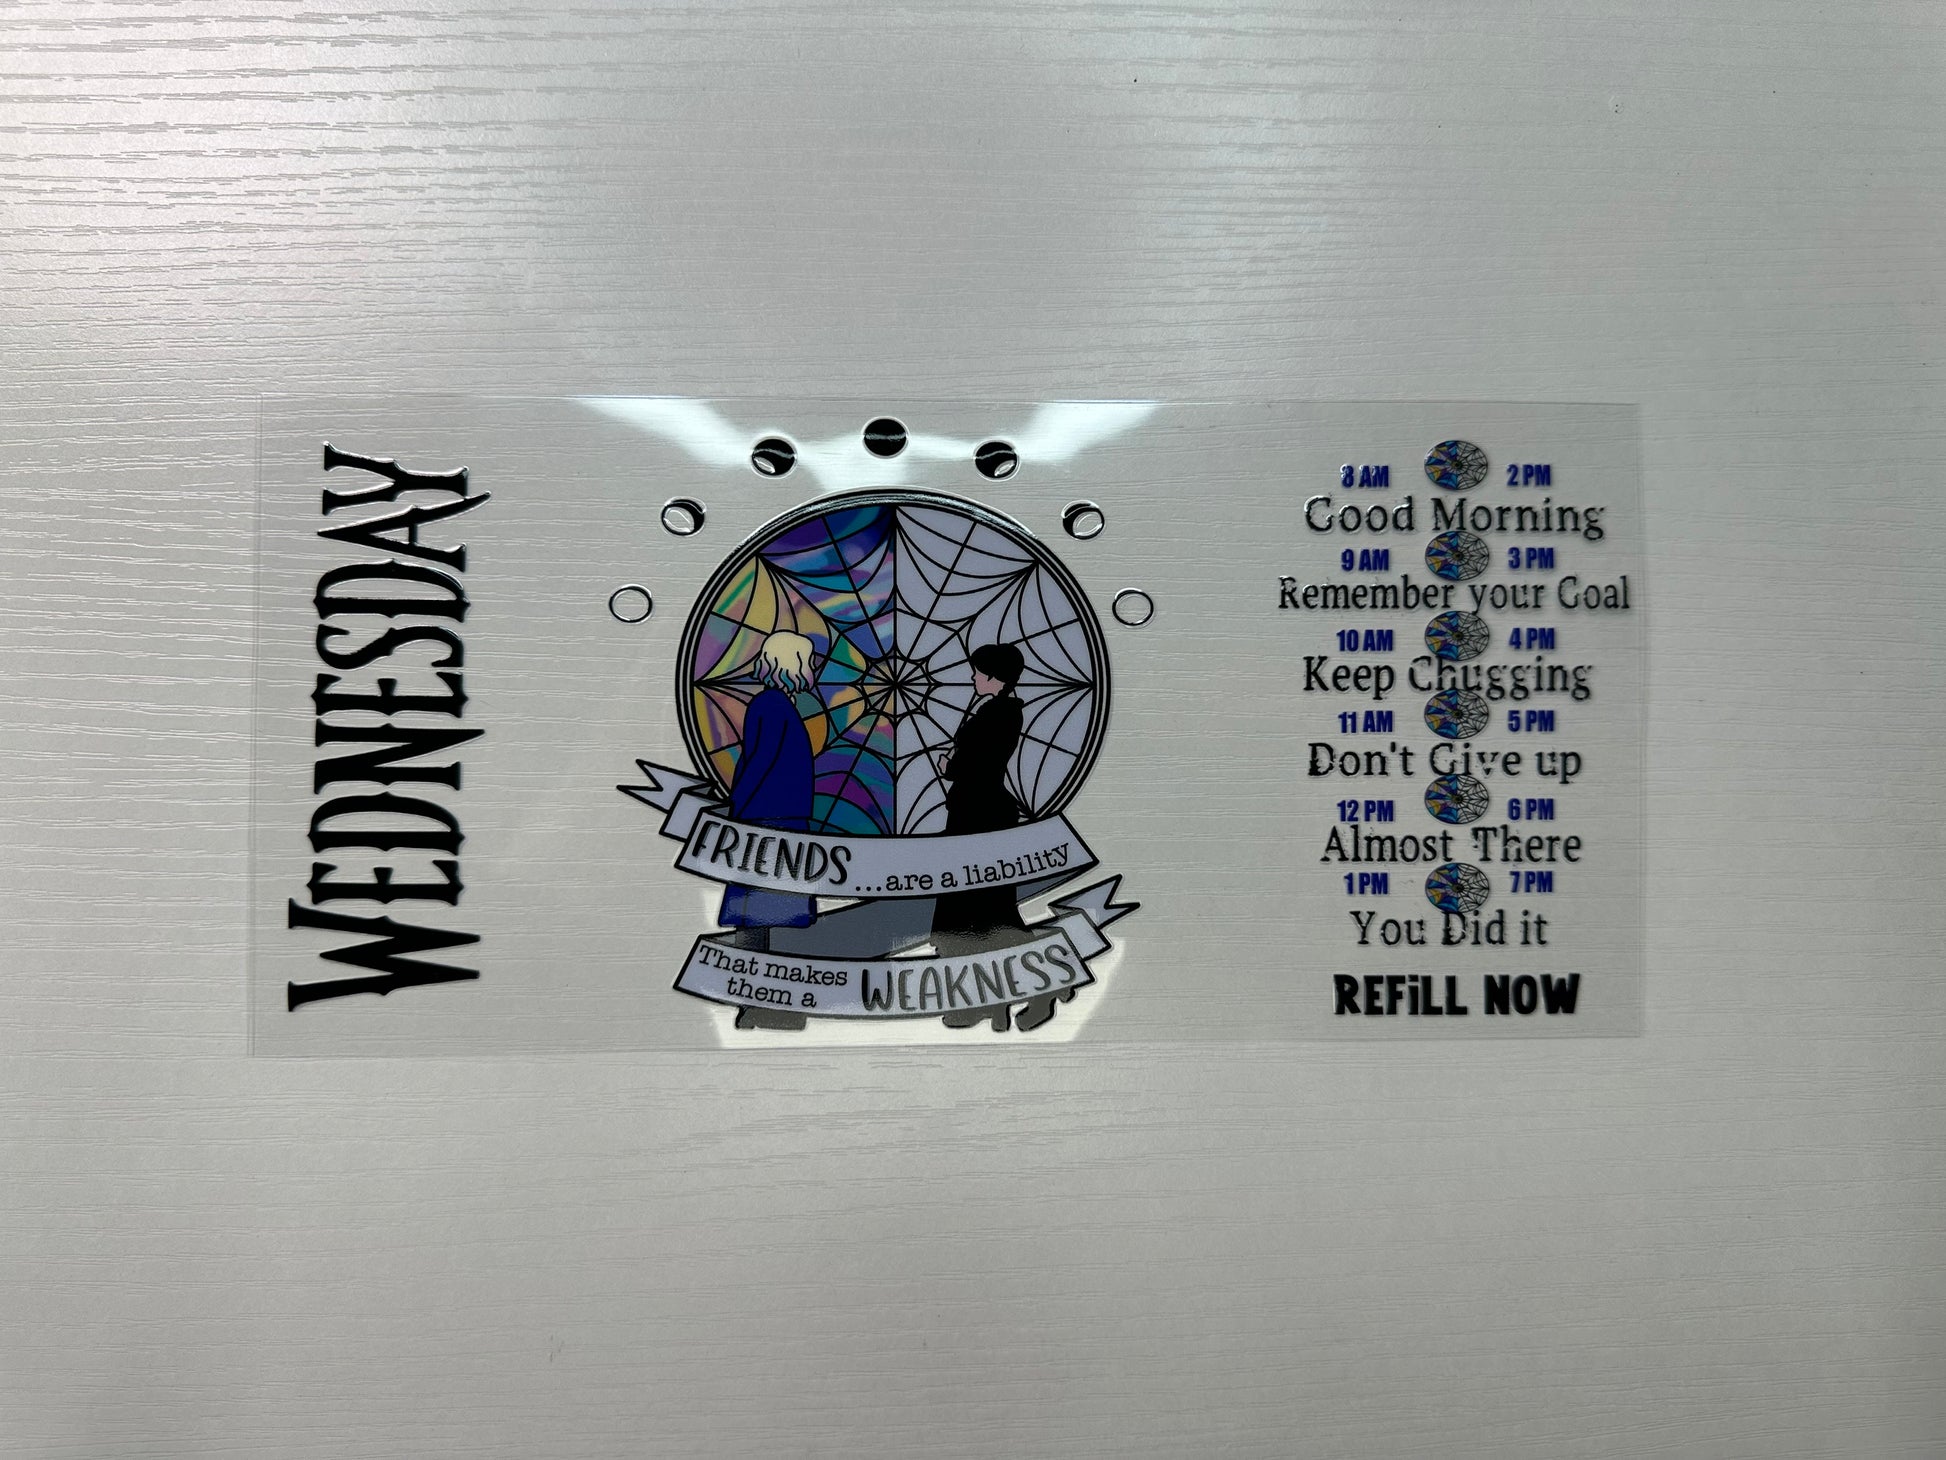 WEDNESDAY
FRIENDS ...are a liability
That makes
them a WEAKNESS
8 AM 2 PM
Good Morning
9 AM 3 PM
Remember your Goal
10 AM 4 PM
Keep Chugging
11 AM 5 PM
Don't Give up
12 PM 6 PM
Almost There
1 PM 7 PM
You Did it
REFiLL NOW